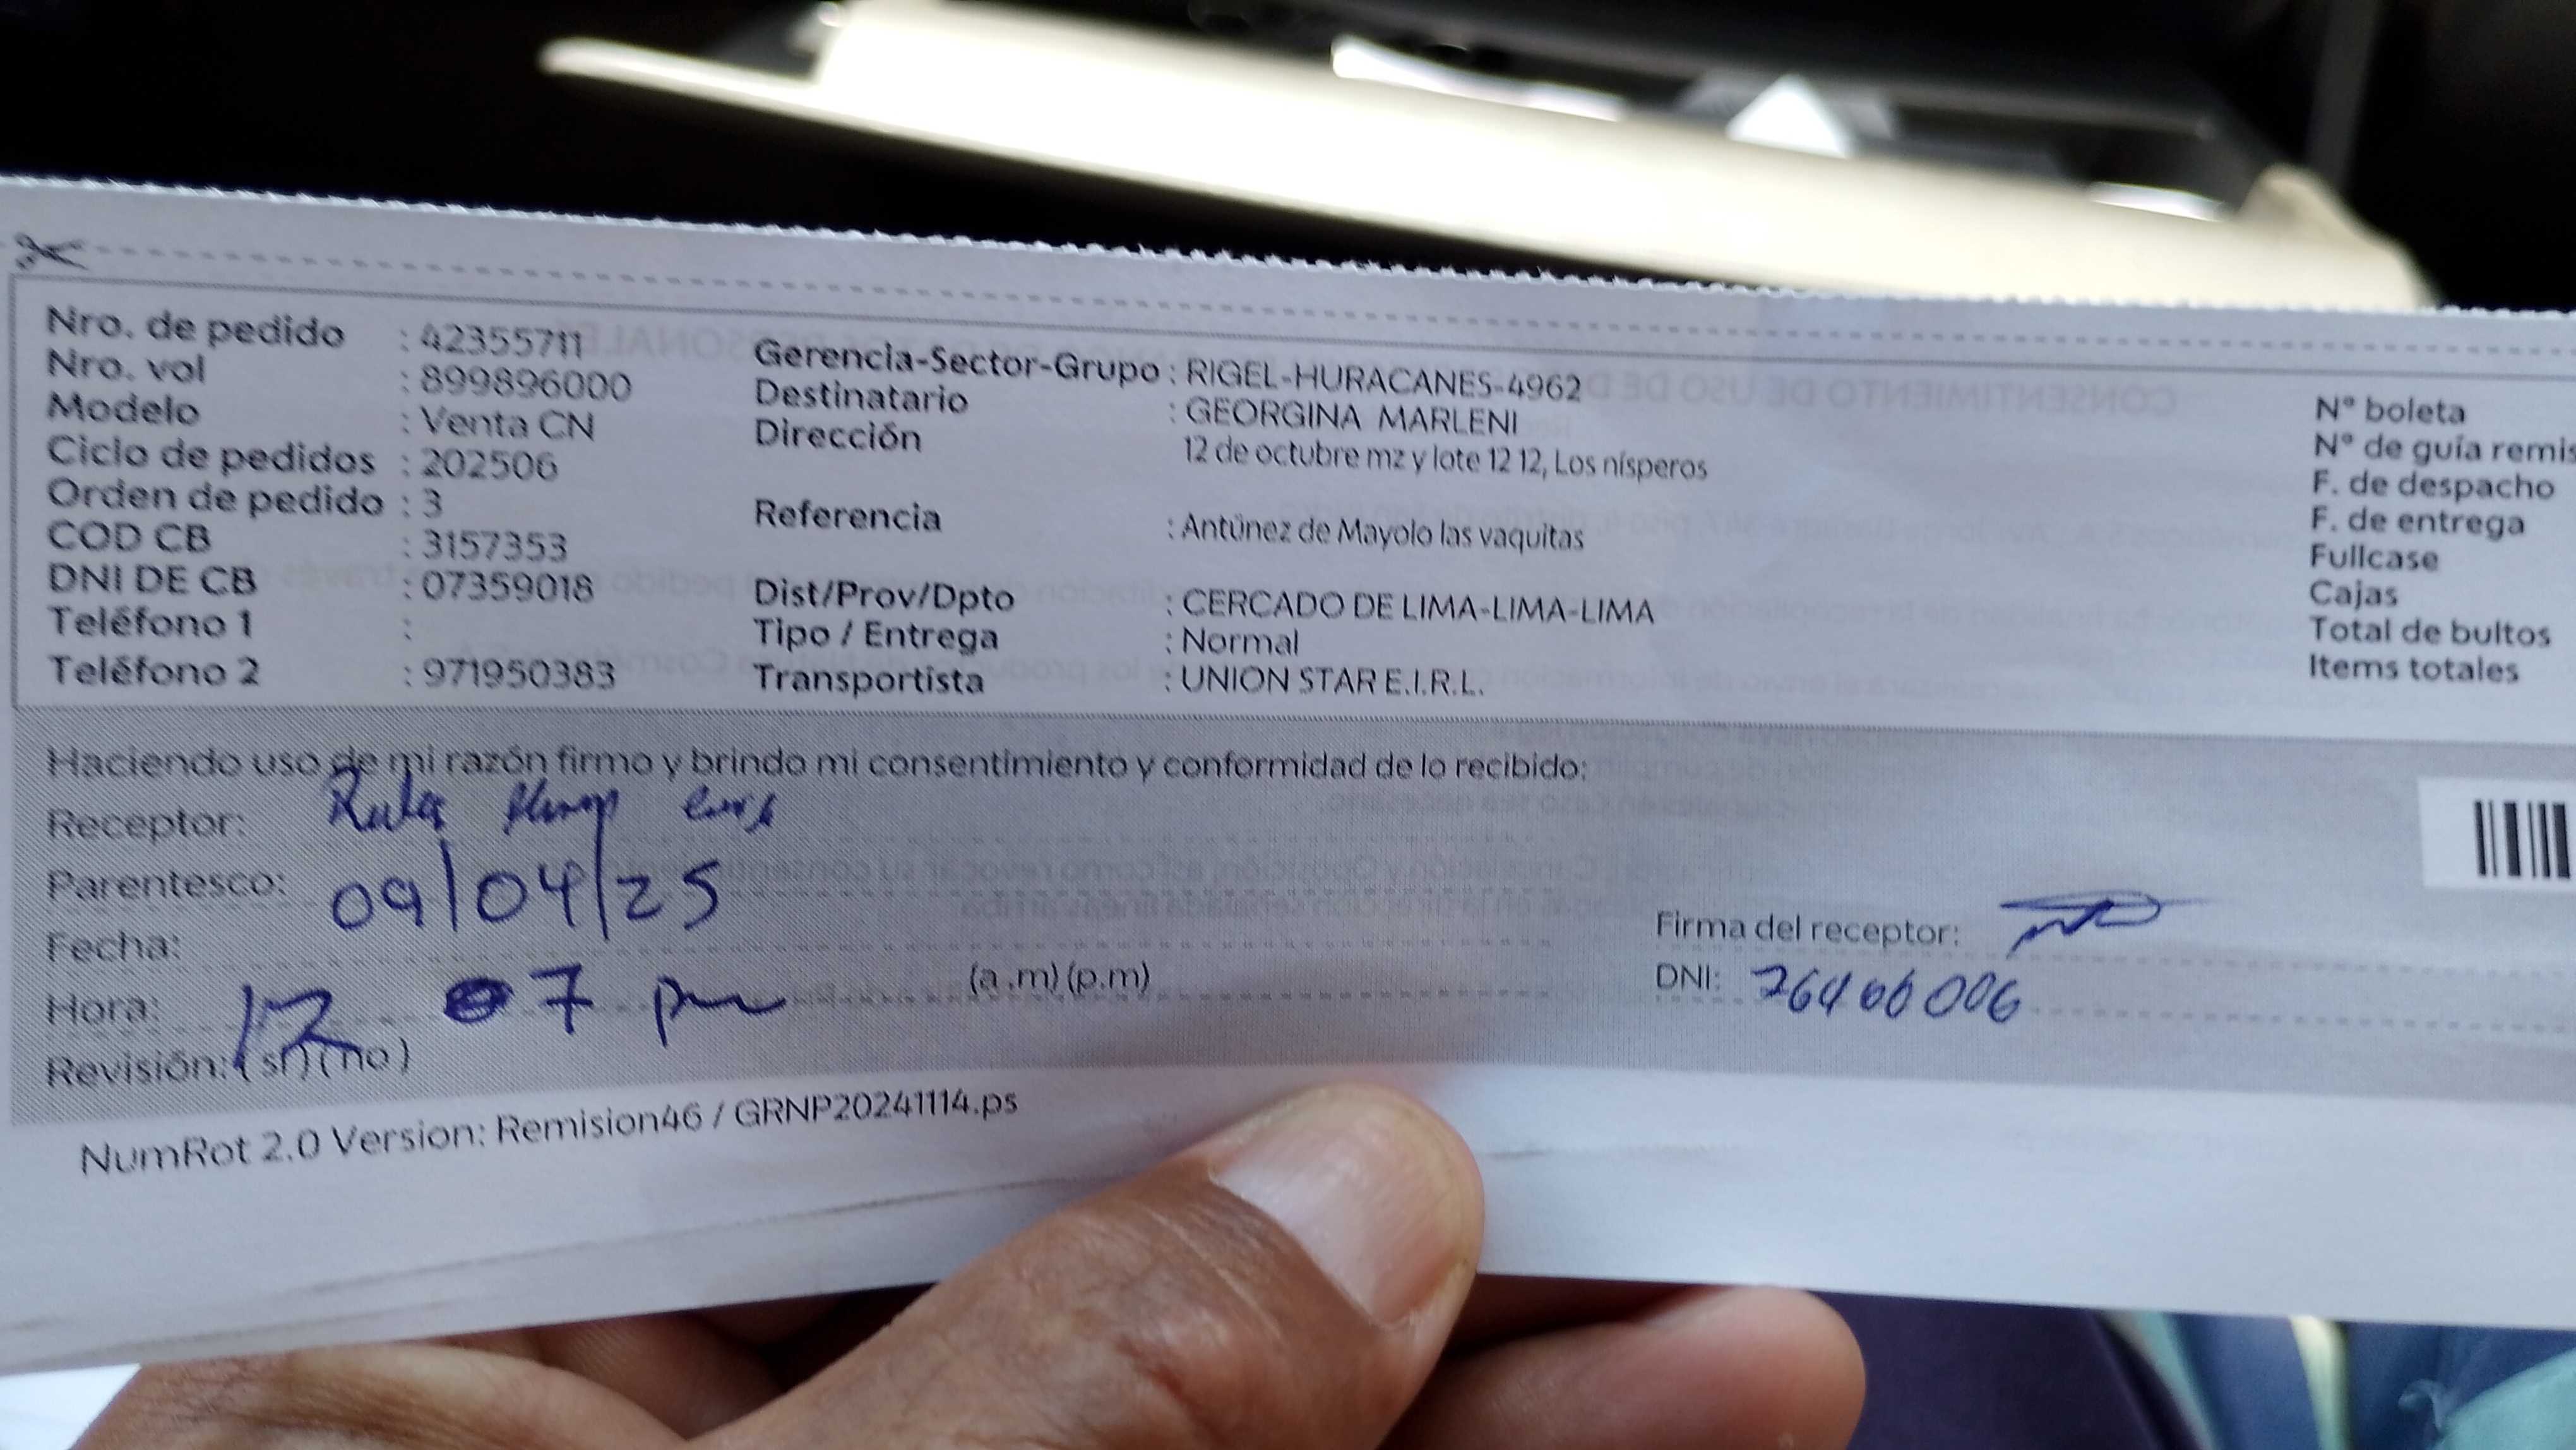 Nro. de pedido : 42355711
Nro. vol : 899896000
Modelo : Venta CN
Ciclo de pedidos : 202506
Orden de pedido : 3
COD CB : 3157353
DNI DE CB : 07359018
Teléfono 1 :
Teléfono 2 : 971950383
Gerencia-Sector-Grupo : RIGEL-HURACANES-4962
Destinatario : GEORGINA MARLENI
Dirección 12 de octubre mz y lote 12 12, Los nísperos
Referencia : Antúnez de Mayolo las vaquitas
Dist/Prov/Dpto : CERCADO DE LIMA-LIMA-LIMA
Tipo / Entrega : Normal
Transportista : UNION STAR E.I.R.L.
N° boleta
N° de guía remis
F. de despacho
F. de entrega
Fullcase
Cajas
Total de bultos
Items totales
Haciendo uso de mi razón firmo y brindo mi consentimiento y conformidad de lo recibido:
Receptor:
Parentesco: 09/04/25
Fecha:
Hora: 12 07 pm (a .m) (p.m)
Revisión: ( sí) ( no )
Firma del receptor:
DNI: 76466006
NumRot 2.0 Version: Remision46 / GRNP20241114.ps